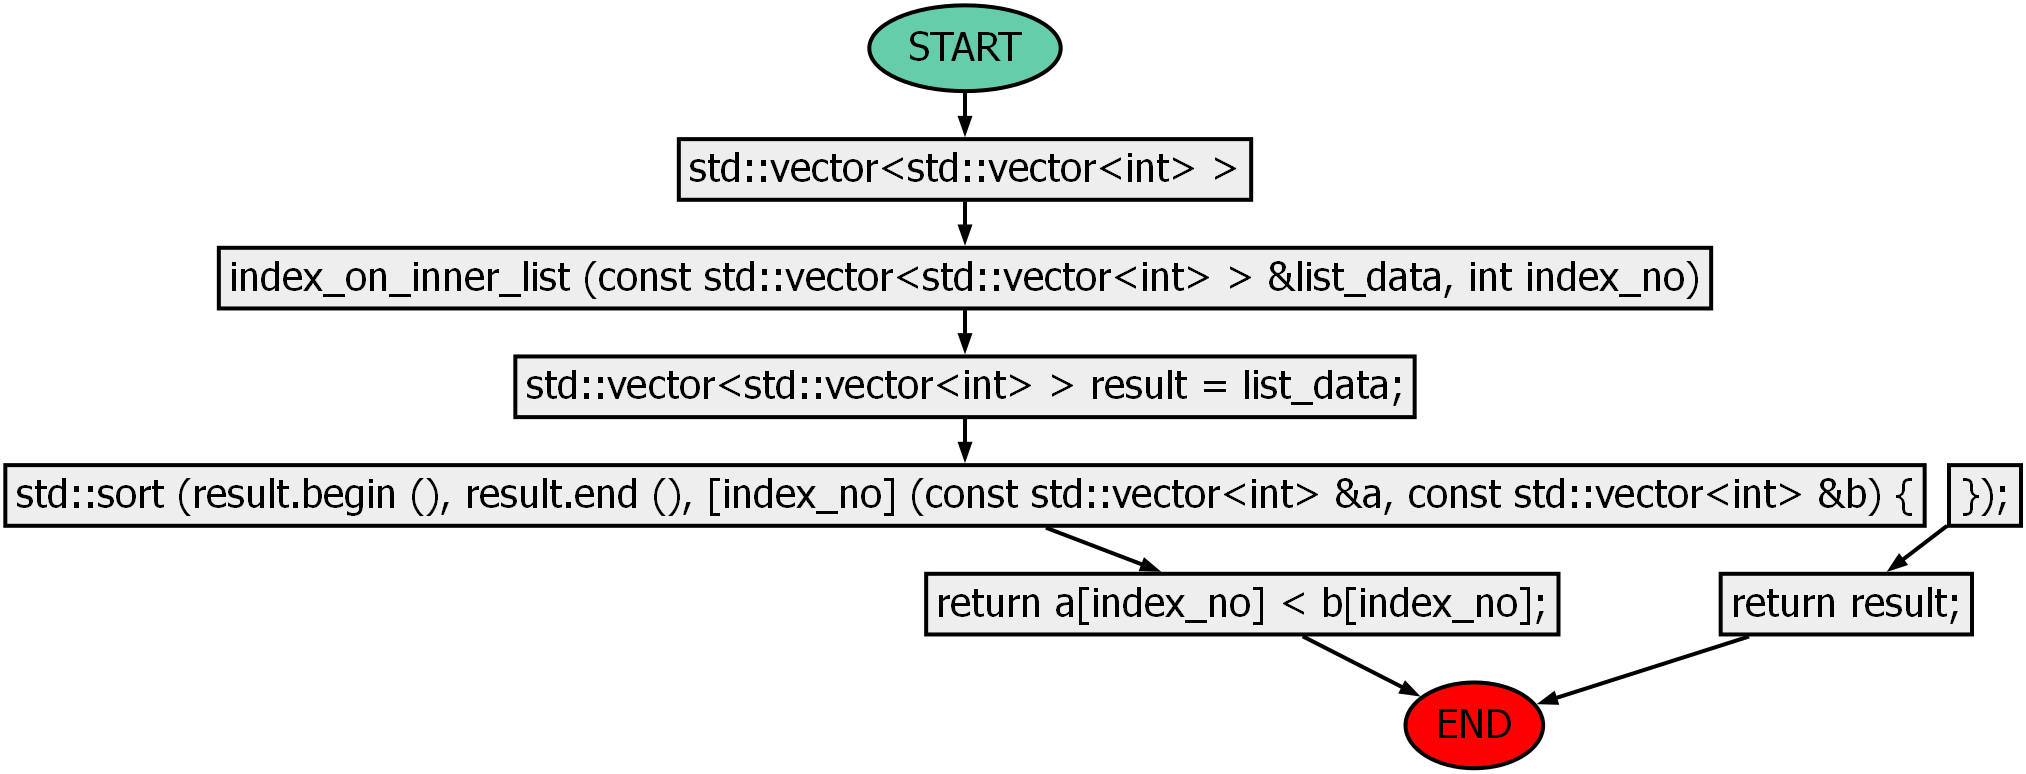 START
std::vector<std::vector<int> >
index_on_inner_list (const std::vector<std::vector<int> > &list_data, int index_no)
std::vector<std::vector<int> > result = list_data;
std::sort (result.begin (), result.end (), [index_no] (const std::vector<int> &a, const std::vector<int> &b) {
});
return a[index_no] < b[index_no];
return result;
END